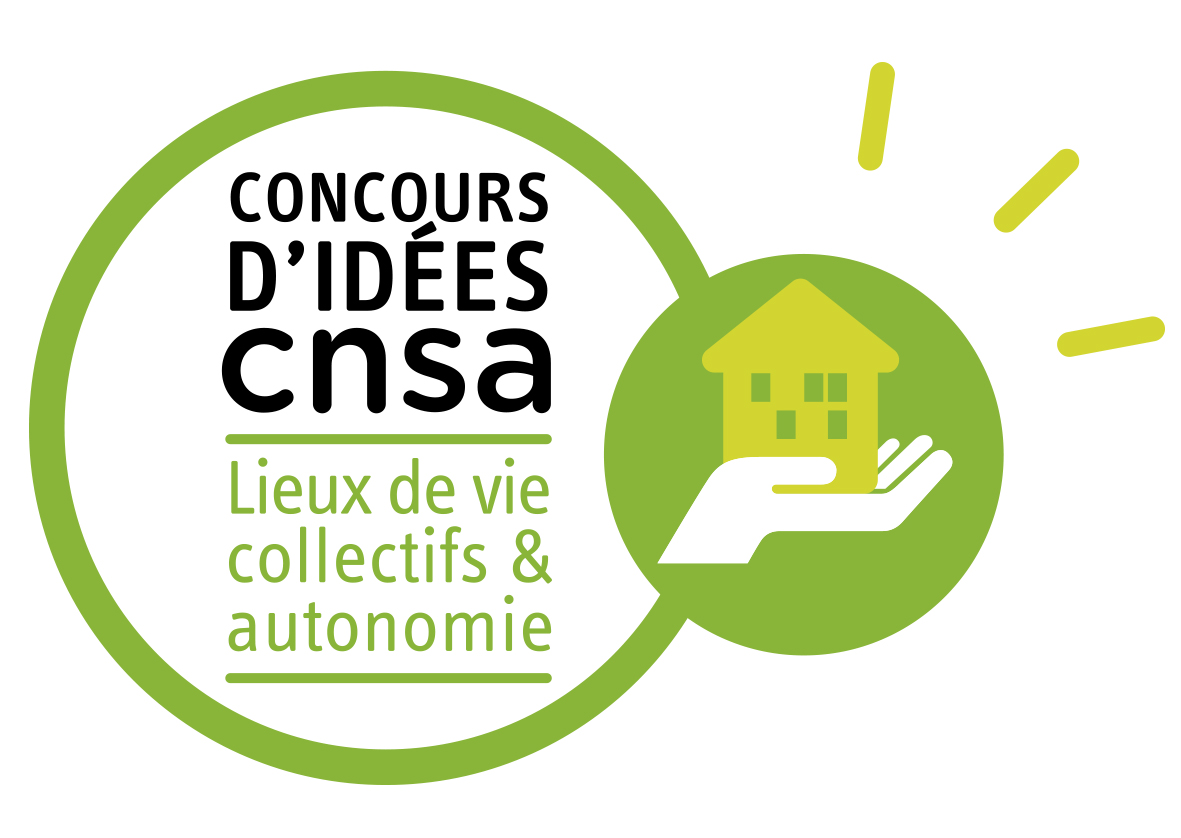 CONCOURS
D’IDÉES
cnsa
Lieux de vie
collectifs &
autonomie